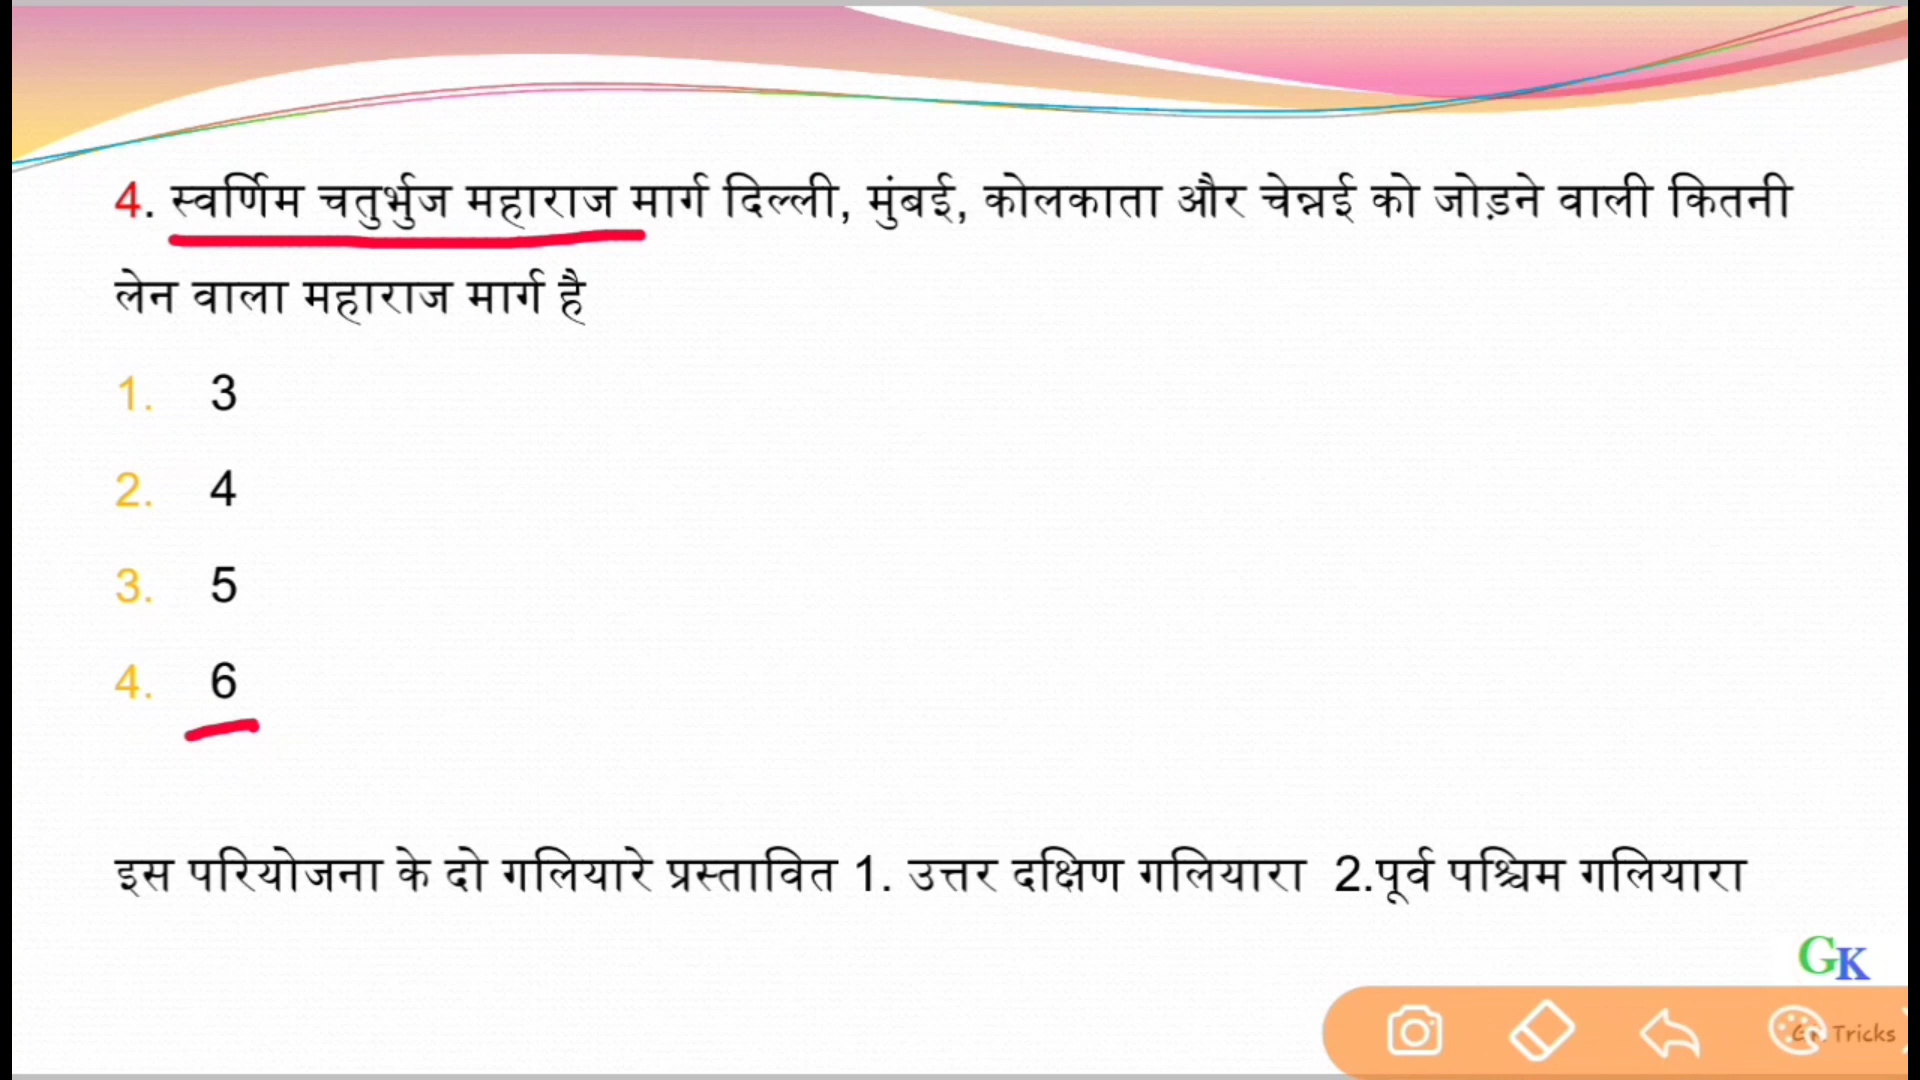 4. स्वर्णिम चतुर्भुज महाराज मार्ग दिल्ली, मुंबई, कोलकाता और चेन्नई को जोड़ने वाली कितनी
लेन वाला महाराज मार्ग है
1. 3
2. 4
3. 5
4. 6
इस परियोजना के दो गलियारे प्रस्तावित 1. उत्तर दक्षिण गलियारा 2.पूर्व पश्चिम गलियारा
GK
Tricks